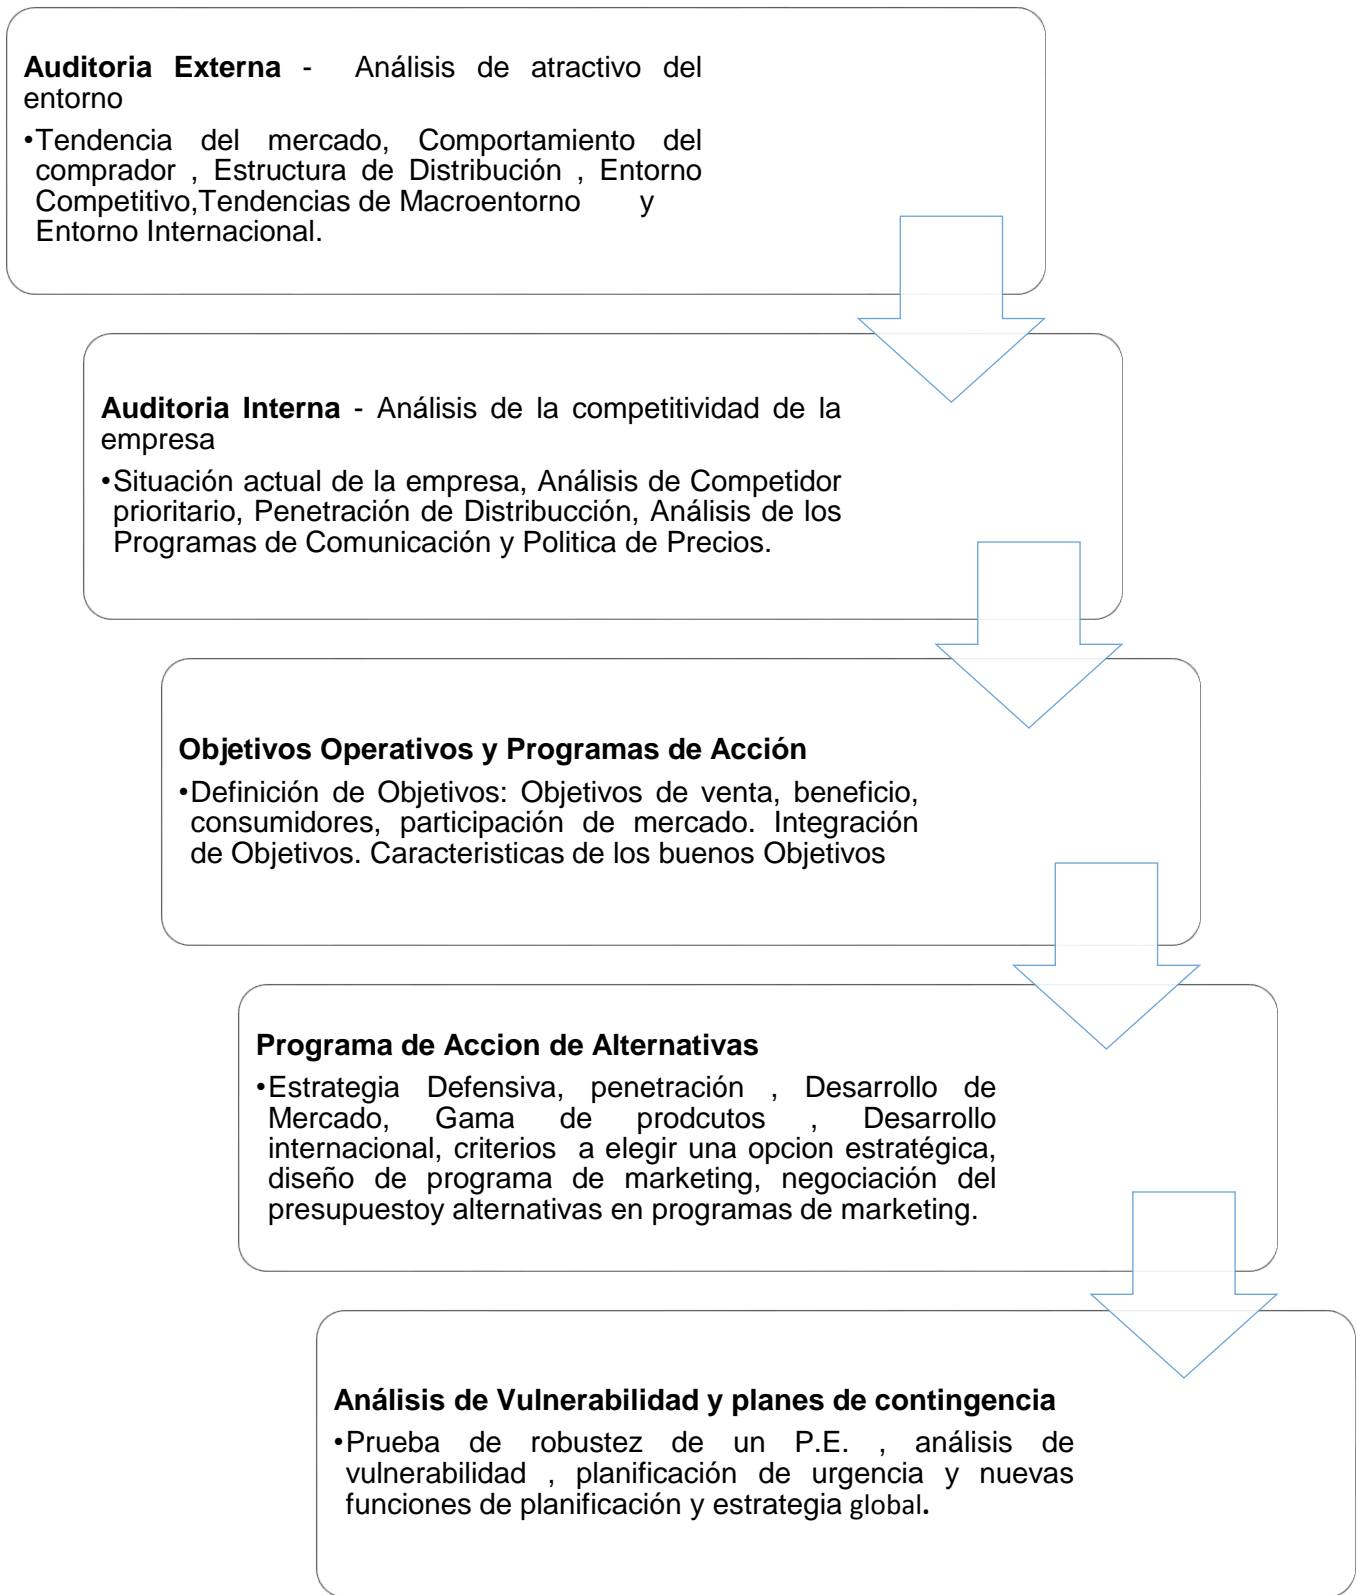 Auditoria Externa - Análisis de atractivo del
entorno
•Tendencia del mercado, Comportamiento del
comprador , Estructura de Distribución , Entorno
Competitivo,Tendencias de Macroentorno y
Entorno Internacional.
Auditoria Interna - Análisis de la competitividad de la
empresa
•Situación actual de la empresa, Análisis de Competidor
prioritario, Penetración de Distribucción, Análisis de los
Programas de Comunicación y Politica de Precios.
Objetivos Operativos y Programas de Acción
•Definición de Objetivos: Objetivos de venta, beneficio,
consumidores, participación de mercado. Integración
de Objetivos. Caracteristicas de los buenos Objetivos
Programa de Accion de Alternativas
•Estrategia Defensiva, penetración , Desarrollo de
Mercado, Gama de prodcutos , Desarrollo
internacional, criterios a elegir una opcion estratégica,
diseño de programa de marketing, negociación del
presupuestoy alternativas en programas de marketing.
Análisis de Vulnerabilidad y planes de contingencia
•Prueba de robustez de un P.E. , análisis de
vulnerabilidad , planificación de urgencia y nuevas
funciones de planificación y estrategia global.